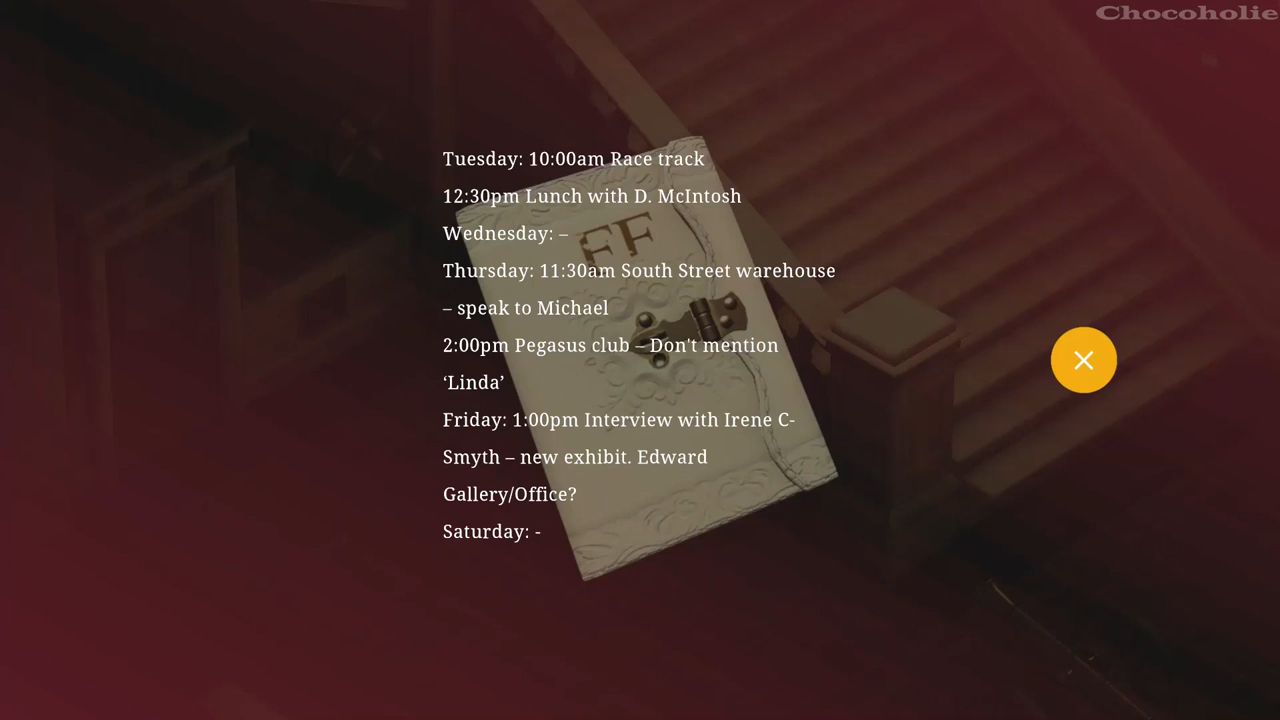 Chocoholie
Tuesday: 10:00am Race track
12:30pm Lunch with D. McIntosh
Wednesday: –
Thursday: 11:30am South Street warehouse
– speak to Michael
2:00pm Pegasus club – Don't mention
‘Linda’
Friday: 1:00pm Interview with Irene C-
Smyth – new exhibit. Edward
Gallery/Office?
Saturday: -
FF